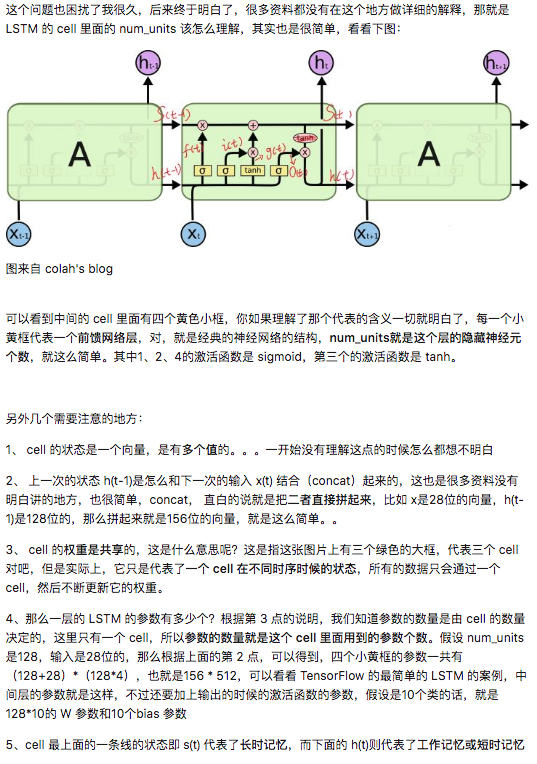 这个问题也困扰了我很久，后来终于明白了，很多资料都没有在这个地方做详细的解释，那就是
LSTM 的 cell 里面的 num_units 该怎么理解，其实也是很简单，看看下图：
ht-1
ht
ht+1
S(t-1)
S(t)
A
f(t)
i(t)
g(t)
O(t)
tanh
σ
σ
tanh
σ
A
h(t-1)
h(t)
Xt-1
Xt
Xt+1
图来自 colah's blog
可以看到中间的 cell 里面有四个黄色小框，你如果理解了那个代表的含义一切就明白了，每一个小
黄框代表一个前馈网络层，对，就是经典的神经网络的结构，num_units就是这个层的隐藏神经元
个数，就这么简单。其中1、2、4的激活函数是 sigmoid，第三个的激活函数是 tanh。
另外几个需要注意的地方：
1、 cell 的状态是一个向量，是有多个值的。。。一开始没有理解这点的时候怎么都想不明白
2、 上一次的状态 h(t-1)是怎么和下一次的输入 x(t) 结合（concat）起来的，这也是很多资料没有
明白讲的地方，也很简单，concat， 直白的说就是把二者直接拼起来，比如 x是28位的向量，h(t-
1)是128位的，那么拼起来就是156位的向量，就是这么简单。。
3、 cell 的权重是共享的，这是什么意思呢？这是指这张图片上有三个绿色的大框，代表三个 cell
对吧，但是实际上，它只是代表了一个 cell 在不同时序时候的状态，所有的数据只会通过一个
cell，然后不断更新它的权重。
4、那么一层的 LSTM 的参数有多少个？根据第 3 点的说明，我们知道参数的数量是由 cell 的数量
决定的，这里只有一个 cell，所以参数的数量就是这个 cell 里面用到的参数个数。假设 num_units
是128，输入是28位的，那么根据上面的第 2 点，可以得到，四个小黄框的参数一共有
（128+28）*（128*4），也就是156 * 512，可以看看 TensorFlow 的最简单的 LSTM 的案例，中
间层的参数就是这样，不过还要加上输出的时候的激活函数的参数，假设是10个类的话，就是
128*10的 W 参数和10个bias 参数
5、cell 最上面的一条线的状态即 s(t) 代表了长时记忆，而下面的 h(t)则代表了工作记忆或短时记忆